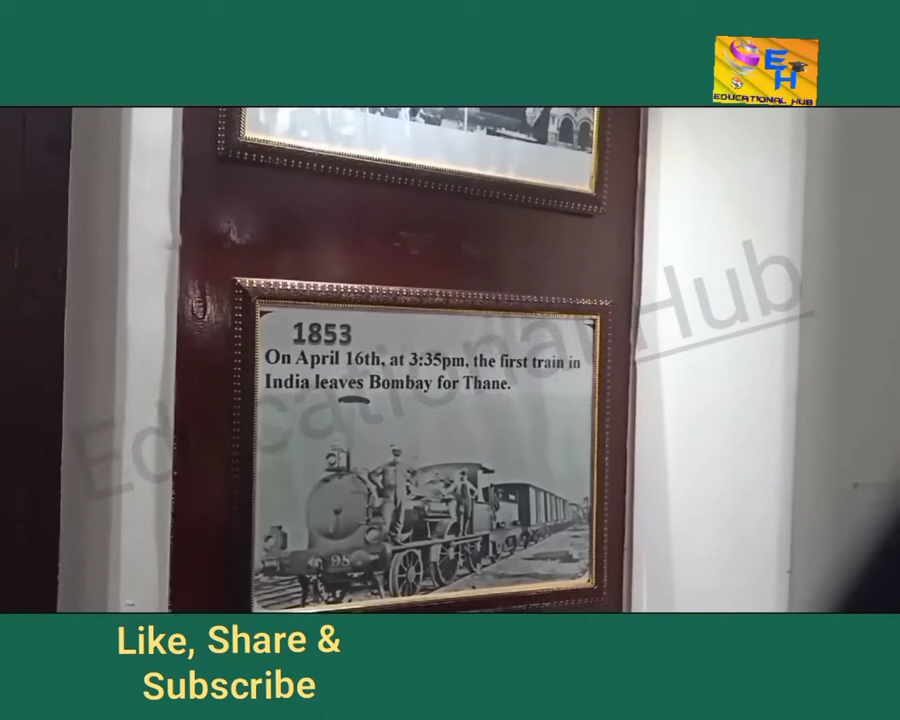 EH
EDUCATIONAL HUB
1853
On April 16th, at 3:35pm, the first train in
India leaves Bombay for Thane.
98
Educational Hub
Like, Share &
Subscribe